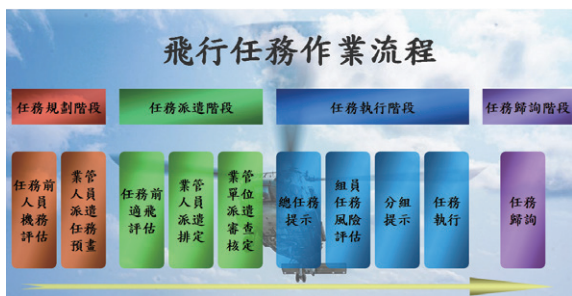 飛行任務作業流程
任務規劃階段
任務派遣階段
任務執行階段
任務歸詢階段
任務前
人員
機務
評估
業管
人員
派遣
任務
預畫
任務前
適飛
評估
業管
人員
派遣
排定
業管
單位
派遣
審查
核定
總任務
提示
組員
任務
風險
評估
分組
提示
任務
執行
任務
歸詢